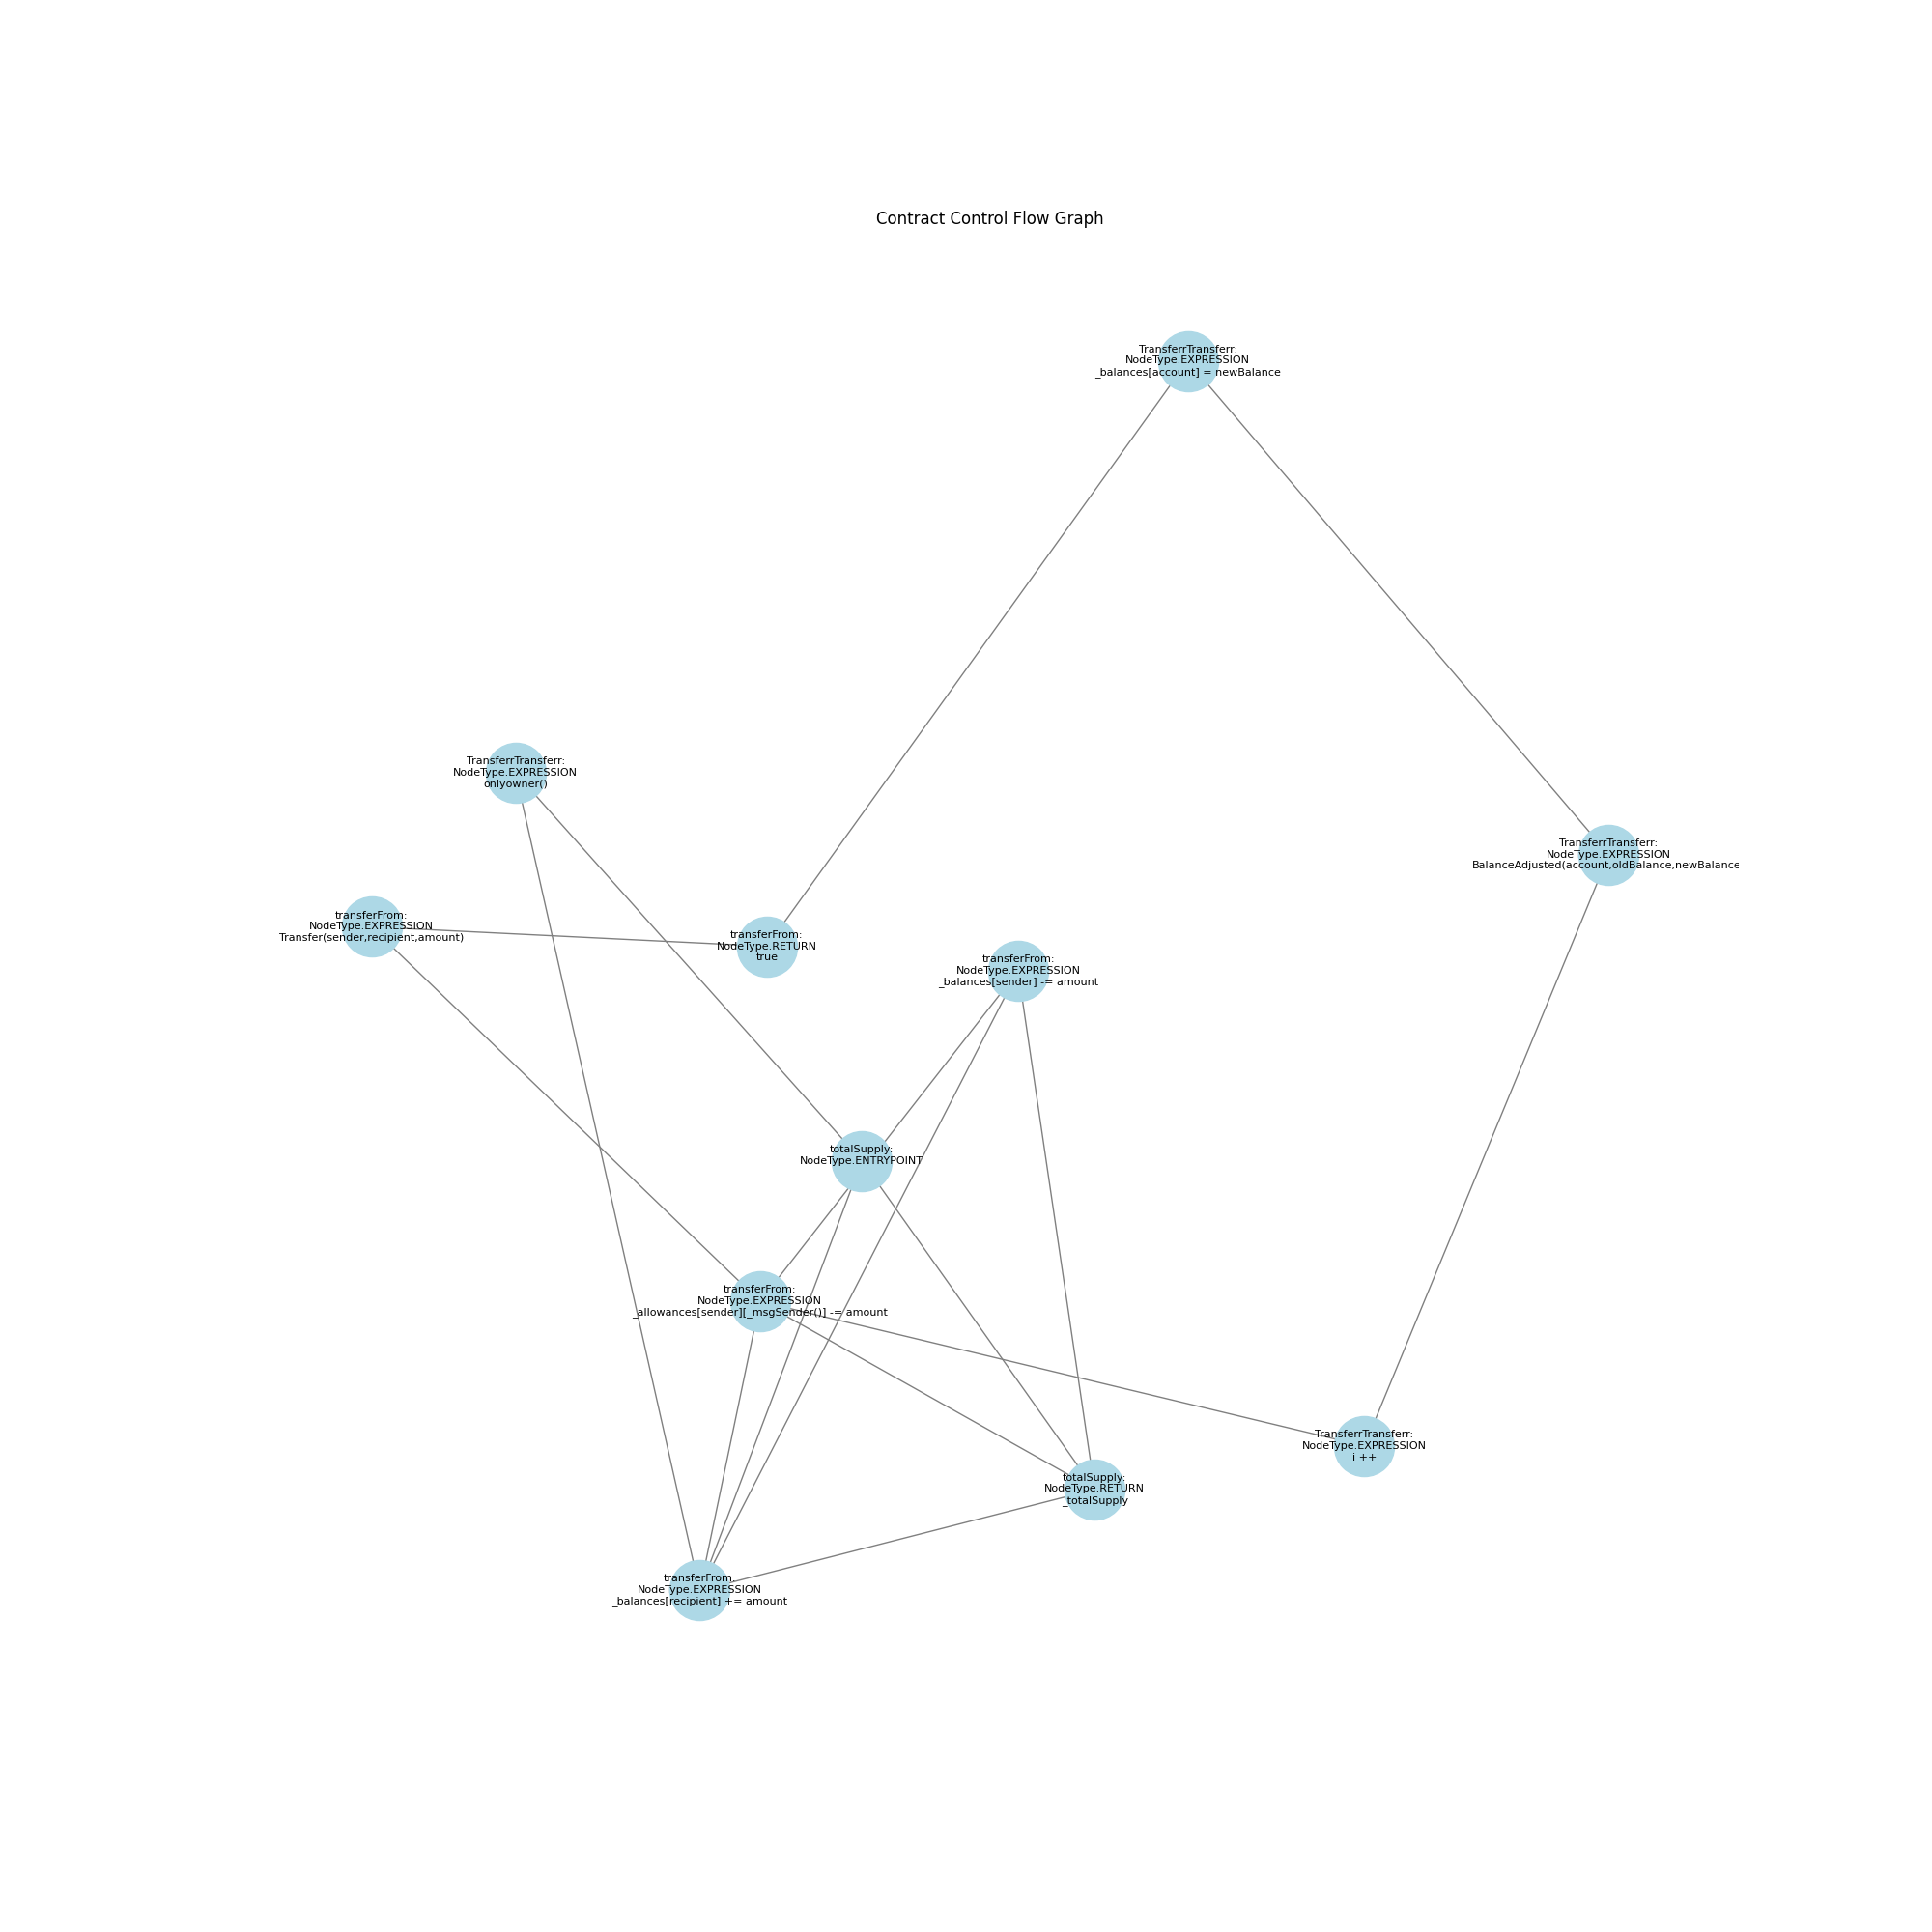 Contract Control Flow Graph
TransferrTransferr:
NodeType.EXPRESSION
_balances[account] = newBalance
TransferrTransferr:
NodeType.EXPRESSION
onlyowner()
TransferrTransferr:
NodeType.EXPRESSION
BalanceAdjusted(account,oldBalance,newBalance
transferFrom:
NodeType.EXPRESSION
Transfer(sender,recipient,amount)
transferFrom:
NodeType.RETURN
true
transferFrom:
NodeType.EXPRESSION
_balances[sender] -= amount
totalSupply:
NodeType.ENTRYPOINT
transferFrom:
NodeType.EXPRESSION
_allowances[sender][_msgSender()] -= amount
TransferrTransferr:
NodeType.EXPRESSION
i ++
totalSupply:
NodeType.RETURN
_totalSupply
transferFrom:
NodeType.EXPRESSION
_balances[recipient] += amount